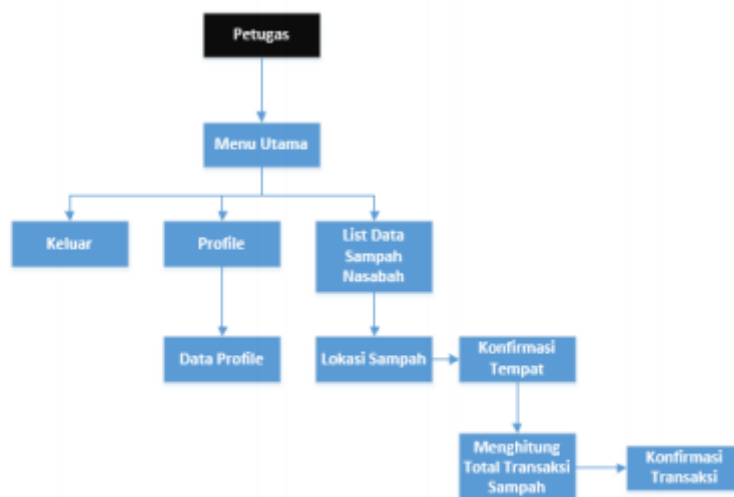 Petugas
Menu Utama
Keluar
Profile
List Data
Sampah
Nasabah
Data Profile
Lokasi Sampah
Konfirmasi
Tempat
Menghitung
Total Transaksi
Sampah
Konfirmasi
Transaksi